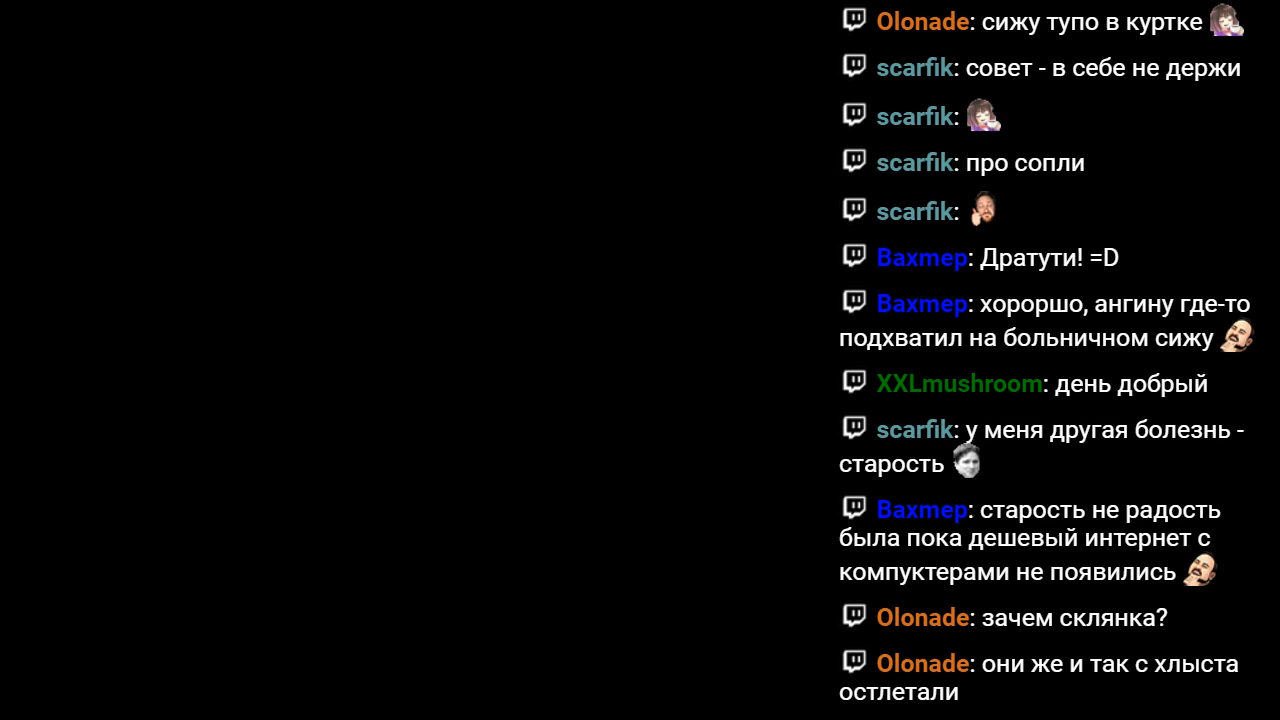 Olonade: сижу тупо в куртке
scarfik: совет - в себе не держи
scarfik:
scarfik: про сопли
scarfik:
Baxmep: Дратути! =D
Baxmep: хороршо, ангину где-то
подхватил на больничном сижу
XXLmushroom: день добрый
scarfik: у меня другая болезнь -
старость
Baxmep: старость не радость
была пока дешевый интернет с
компуктерами не появились
Olonade: зачем склянка?
Olonade: они же и так с хлыста
остлетали